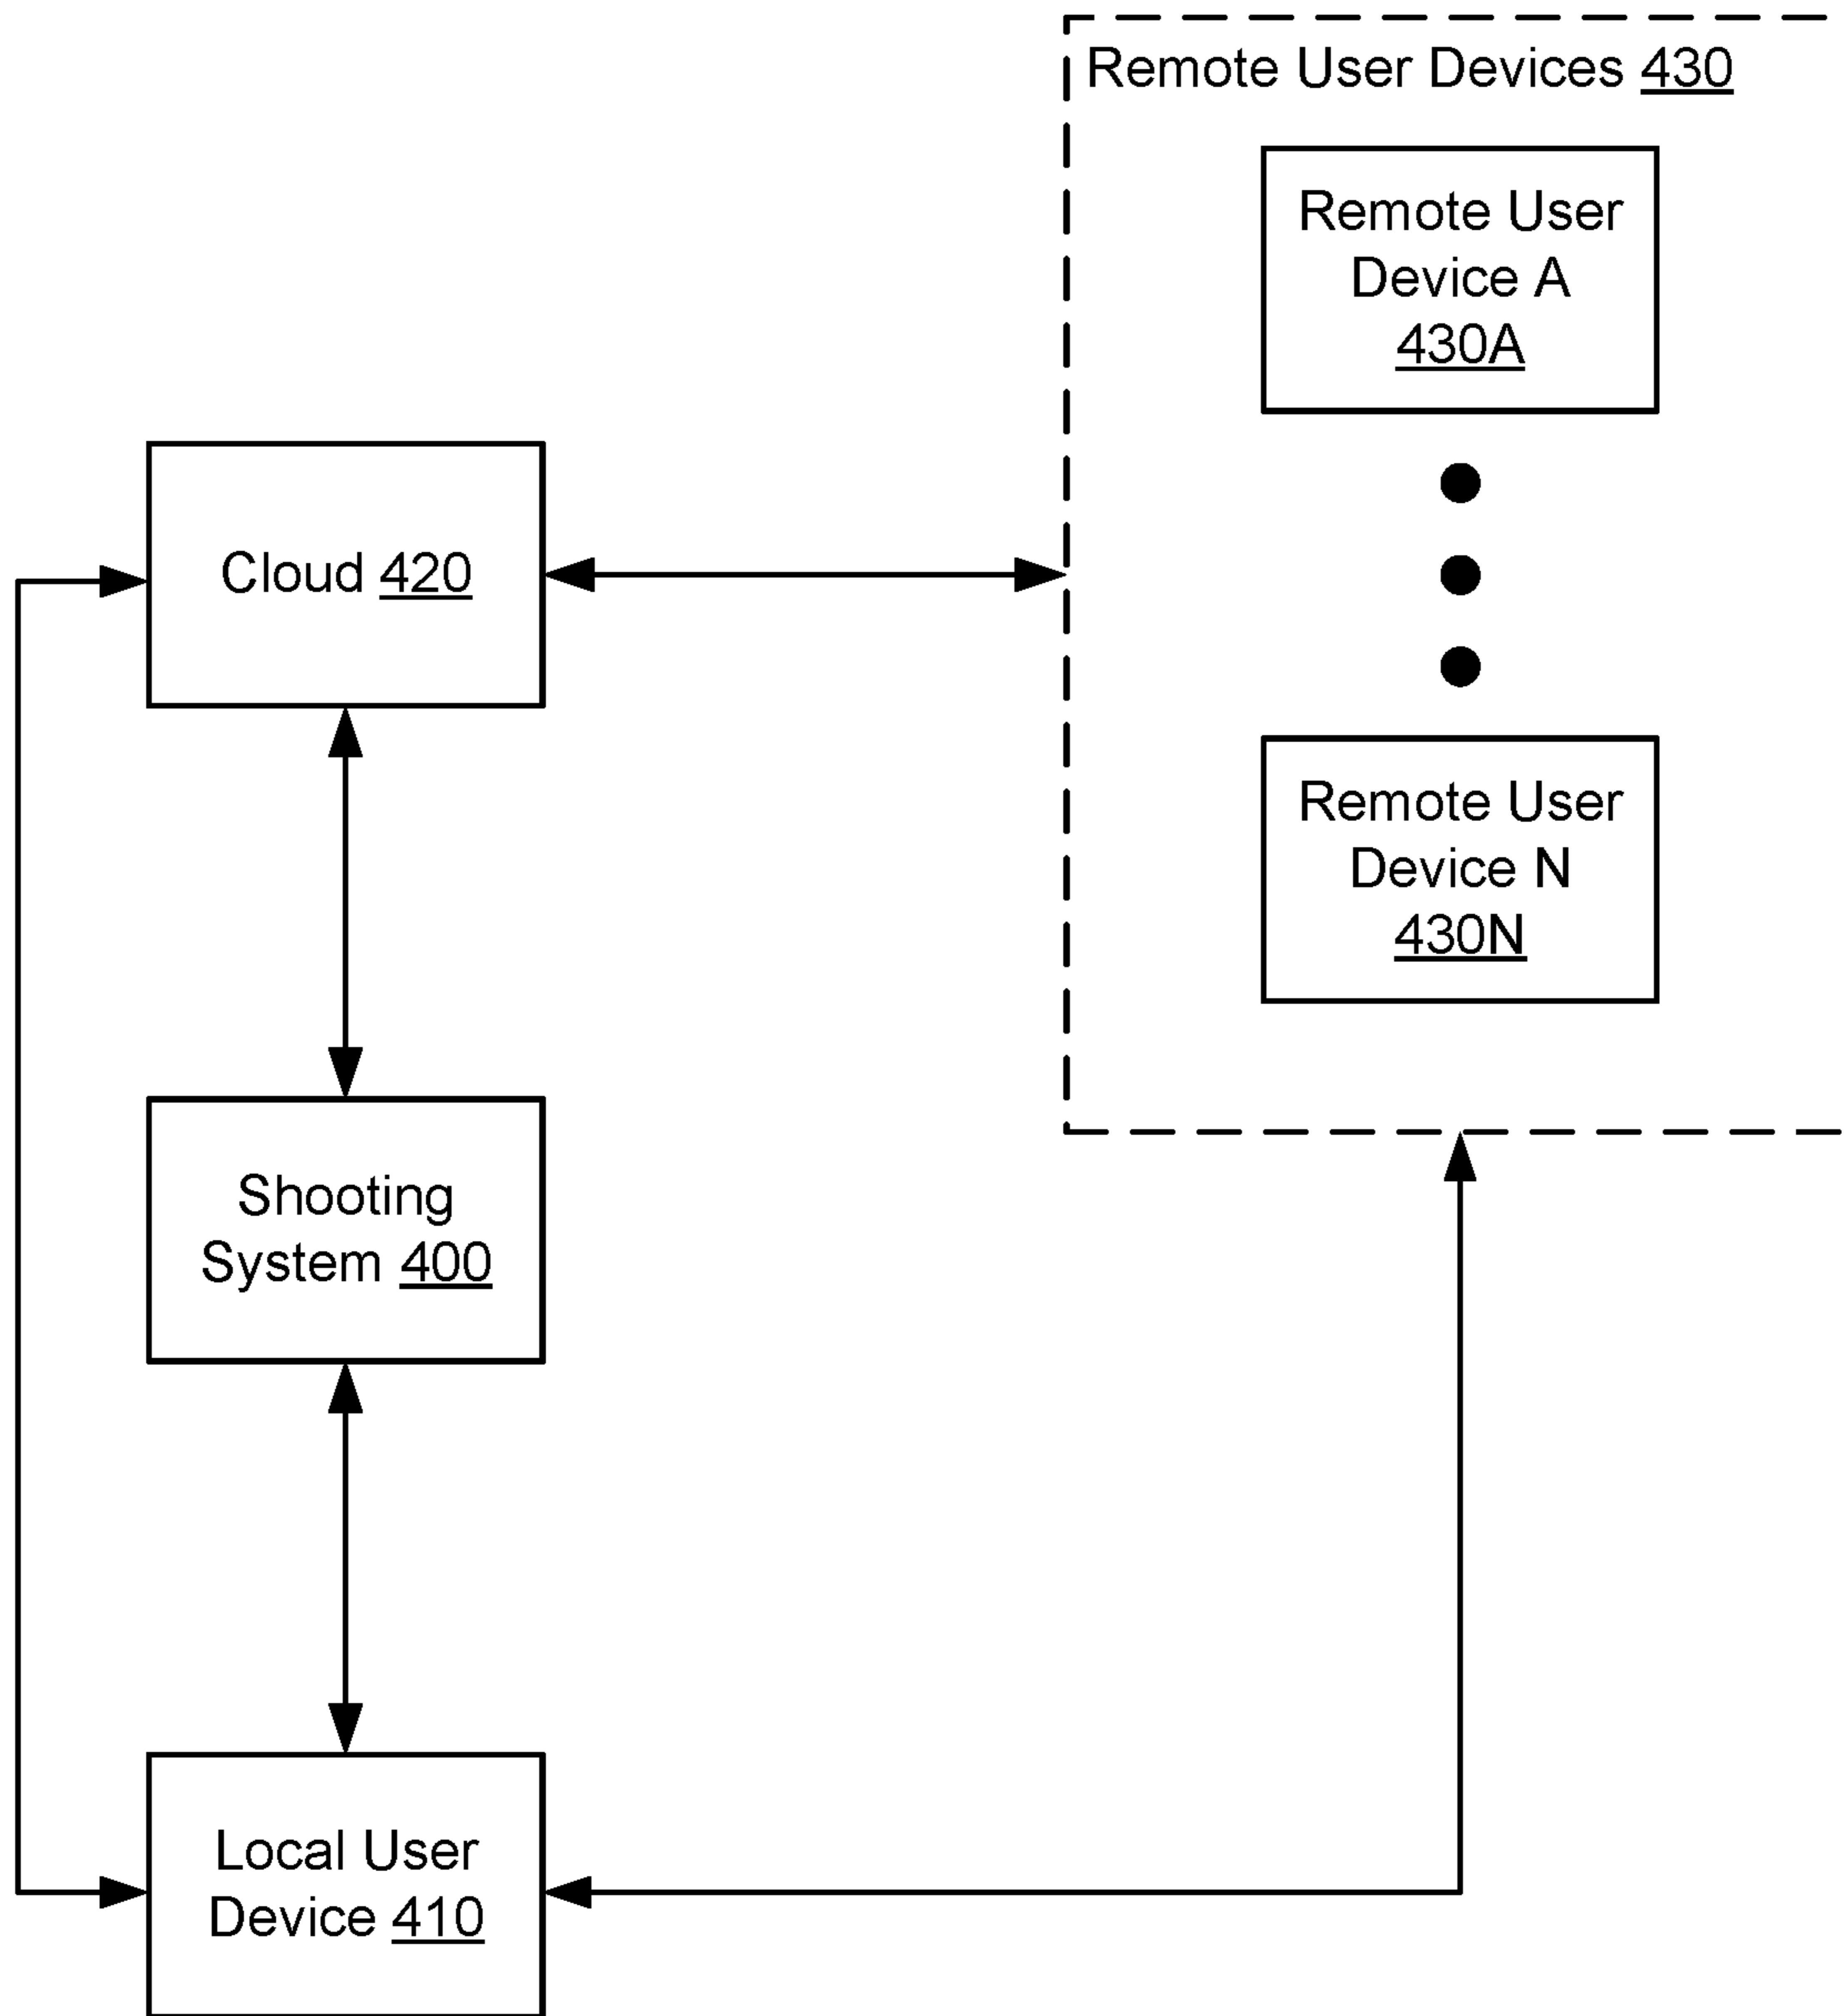 Remote User Devices 430
Remote User
Device A
430A
Cloud 420
Remote User
Device N
430N
Shooting
System 400
Local User
Device 410